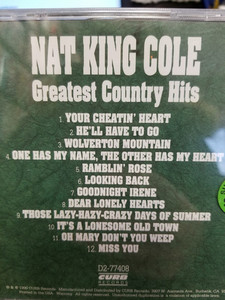 NAT KING COLE
Greatest Country Hits
1. YOUR CHEATIN' HEART
2. HE'LL HAVE TO GO
3. WOLVERTON MOUNTAIN
4. ONE HAS MY NAME, THE OTHER HAS MY HEART
5. RAMBLIN' ROSE
6. LOOKING BACK
7. GOODNIGHT IRENE
8. DEAR LONELY HEARTS
9. THOSE LAZY-HAZY-CRAZY DAYS OF SUMMER
10. IT'S A LONESOME OLD TOWN
11. OH MARY DON'T YOU WEEP
12. MISS YOU
D2-77408
CURB
RECORDS